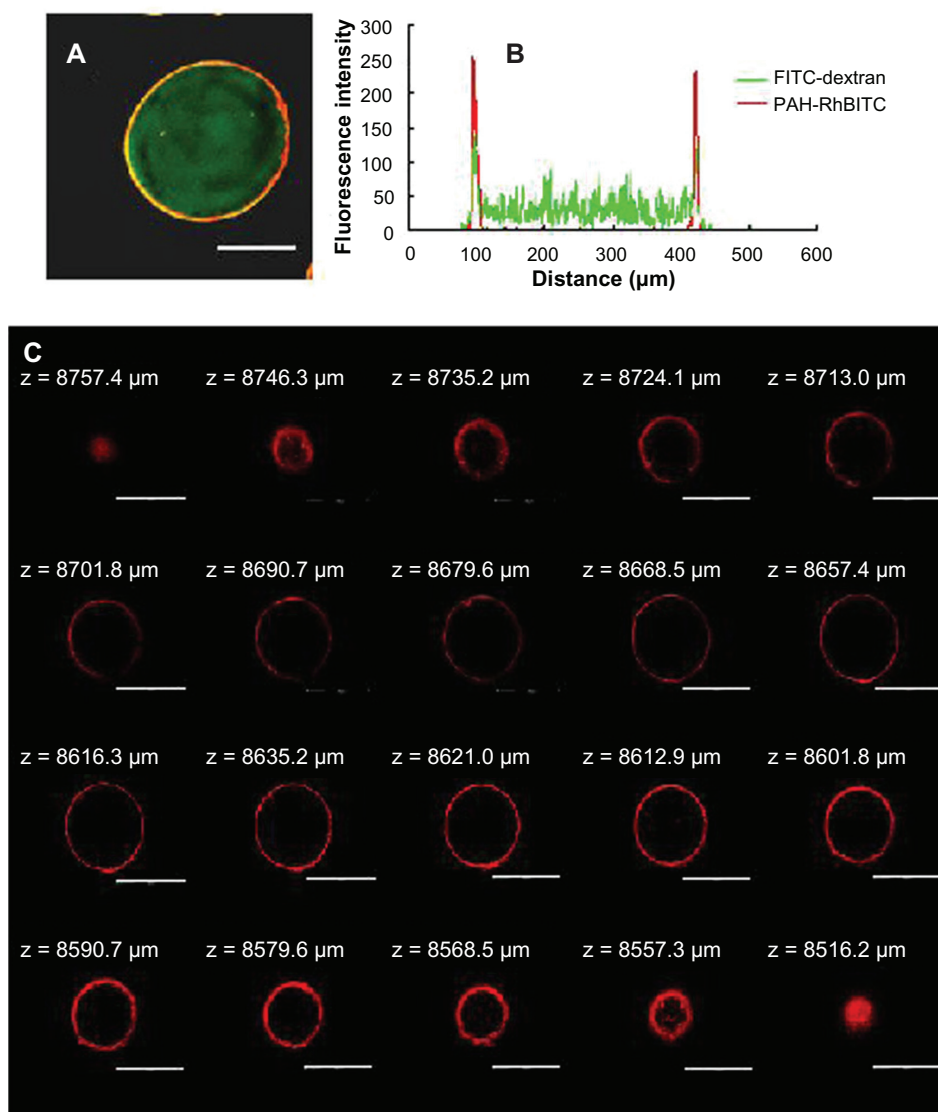 A
B
Fluorescence intensity
300
250
200
150
100
50
0
0 100 200 300 400 500 600
Distance (µm)
FITC-dextran
PAH-RhBITC
C
z = 8757.4 µm z = 8746.3 µm z = 8735.2 µm z = 8724.1 µm z = 8713.0 µm
z = 8701.8 µm z = 8690.7 µm z = 8679.6 µm z = 8668.5 µm z = 8657.4 µm
z = 8616.3 µm z = 8635.2 µm z = 8621.0 µm z = 8612.9 µm z = 8601.8 µm
z = 8590.7 µm z = 8579.6 µm z = 8568.5 µm z = 8557.3 µm z = 8516.2 µm